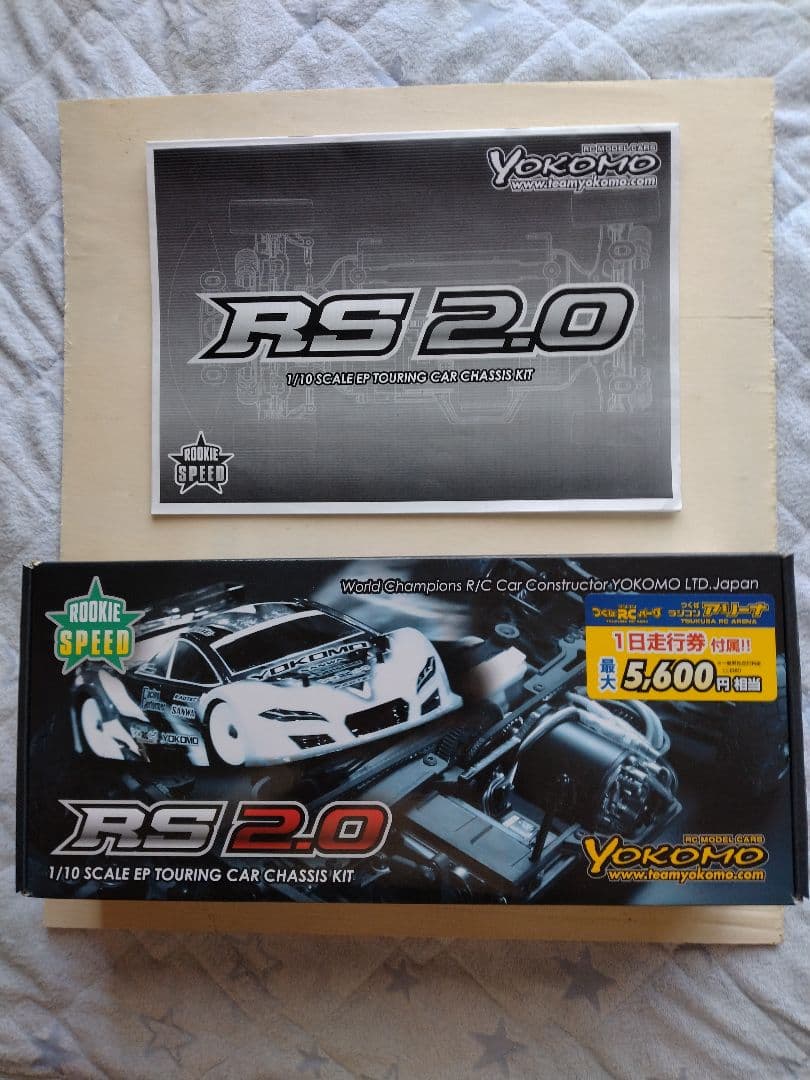 RC MODEL CARS
YOKOMO
www.teamyokomo.com
RS 2.0
1/10 SCALE EP TOURING CAR CHASSIS KIT
ROOKIE
SPEED
World Champions R/C Car Constructor YOKOMO LTD. Japan
ROOKIE
SPEED
つくばRCパーク
つくば
ラジコン アリーナ
TSUKUBA RC ARENA
1日走行券 付属!!
最大 5,600円相当
YOKOMO
SANWA
YOKOMO
RS 2.0
1/10 SCALE EP TOURING CAR CHASSIS KIT
RC MODEL CARS
YOKOMO
www.teamyokomo.com